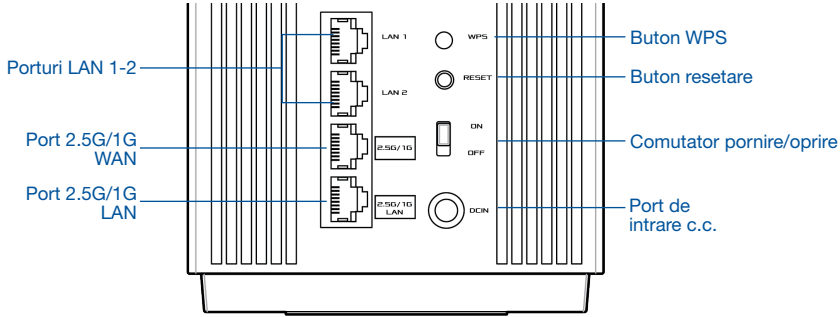 Porturi LAN 1-2
Port 2.5G/1G
WAN
Port 2.5G/1G
LAN
LAN 1
LAN 2
2.5G/1G
2.5G/1G
LAN
WPS
RESET
ON
OFF
DCIN
Buton WPS
Buton resetare
Comutator pornire/oprire
Port de
intrare c.c.